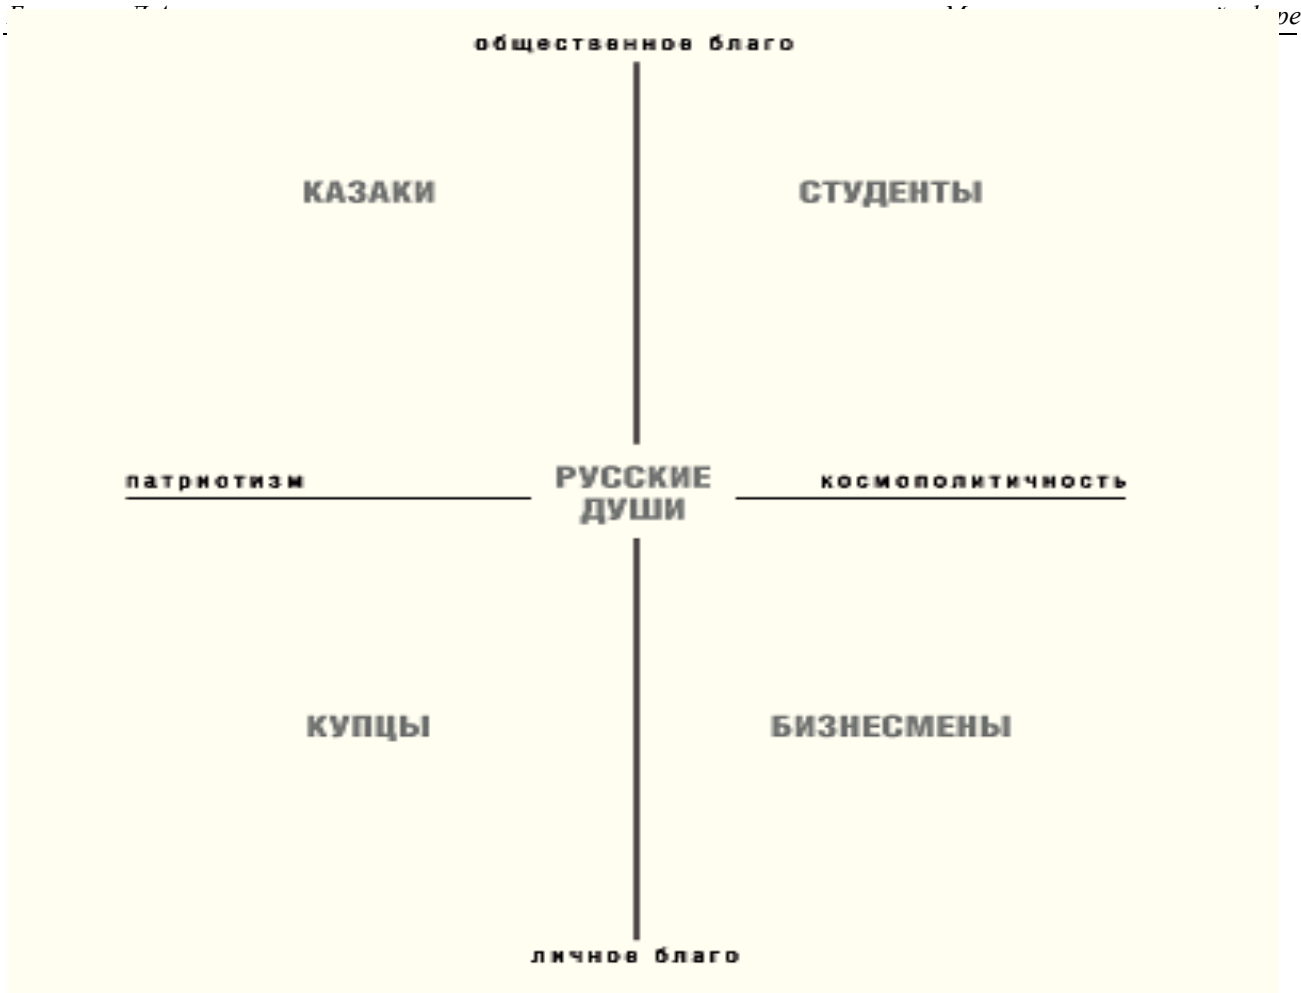 общественное благо
КАЗАКИ
СТУДЕНТЫ
патриотизм
РУССКИЕ
ДУШИ
космополитичность
КУПЦЫ
БИЗНЕСМЕНЫ
личное благо